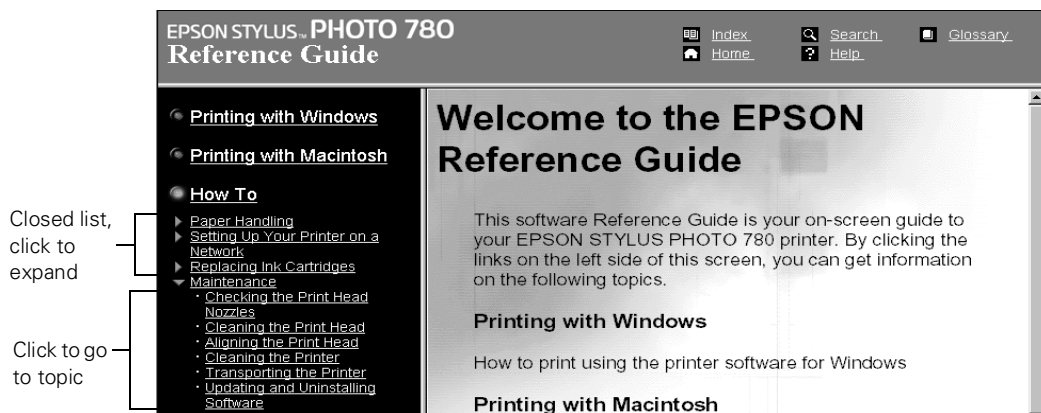 EPSON STYLUS™ PHOTO 780
Reference Guide
Index
Search
Glossary
Home
Help
Printing with Windows
Printing with Macintosh
How To
Paper Handling
Setting Up Your Printer on a
Network
Replacing Ink Cartridges
Maintenance
· Checking the Print Head
Nozzles
· Cleaning the Print Head
· Aligning the Print Head
· Cleaning the Printer
· Transporting the Printer
· Updating and Uninstalling
Software
Closed list,
click to
expand
Click to go
to topic
Welcome to the EPSON
Reference Guide
This software Reference Guide is your on-screen guide to
your EPSON STYLUS PHOTO 780 printer. By clicking the
links on the left side of this screen, you can get information
on the following topics.
Printing with Windows
How to print using the printer software for Windows
Printing with Macintosh